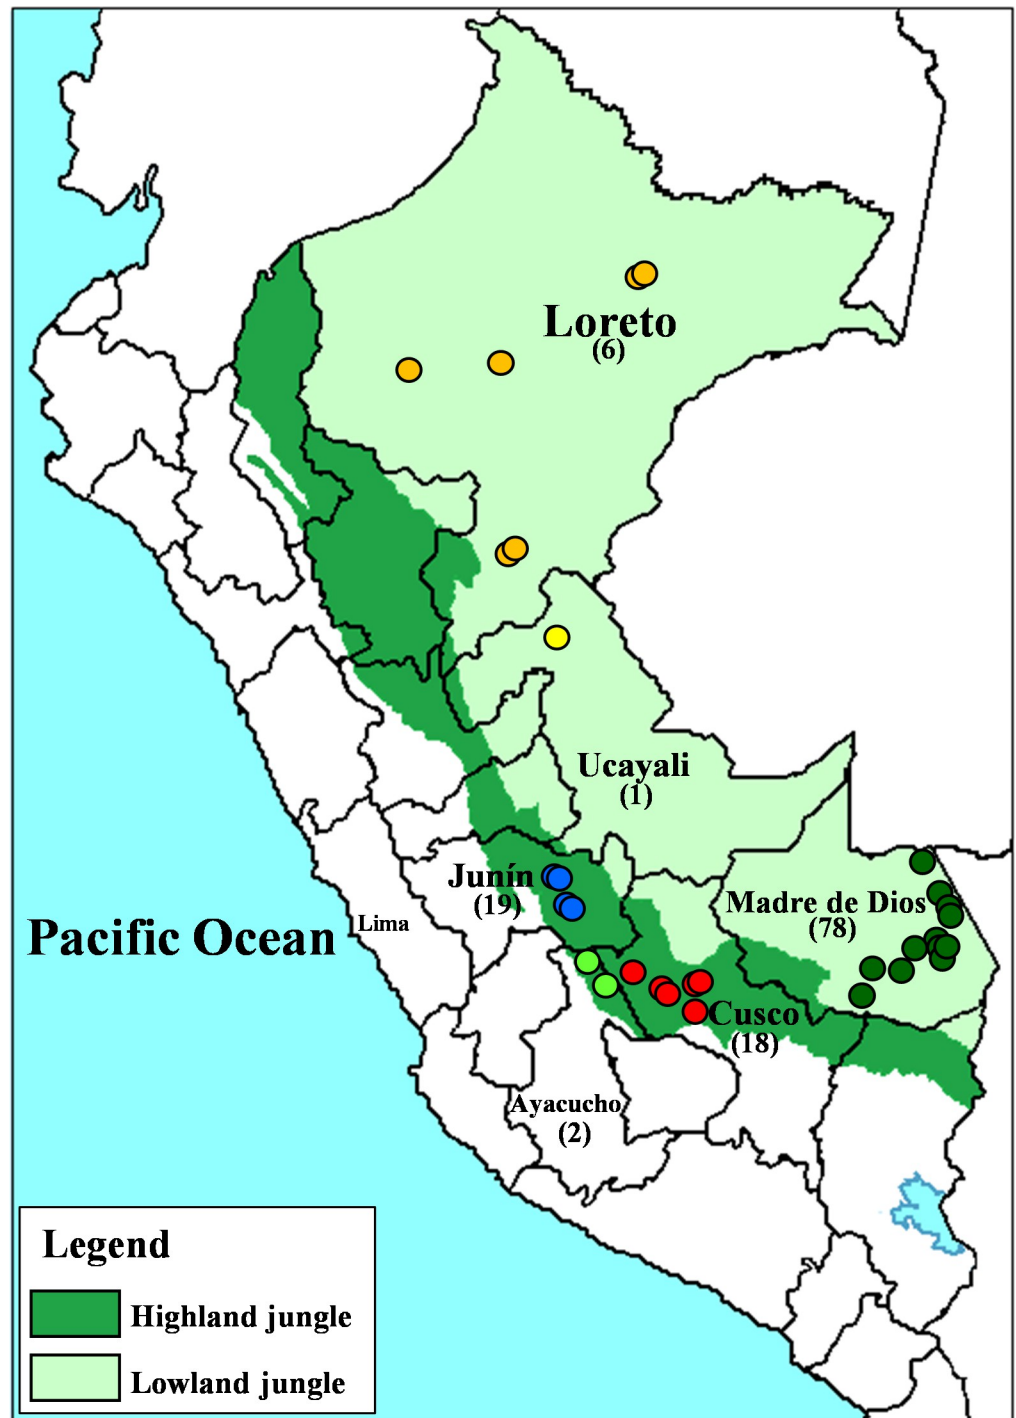 Loreto
(6)
Ucayali
(1)
Junín
(19)
Madre de Dios
(78)
Lima
Pacific Ocean
Cusco
(18)
Ayacucho
(2)
Legend
Highland jungle
Lowland jungle